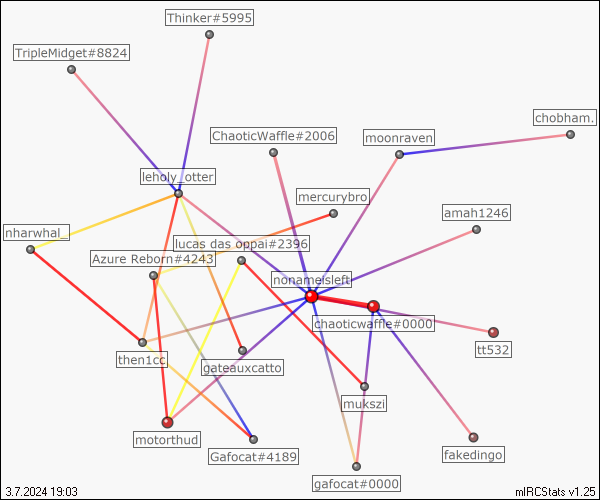 Thinker#5995
TripleMidget#8824
chobham.
ChaoticWaffle#2006
moonraven
leholy_otter
mercurybro
amah1246
nharwhal_
lucas das oppai#2396
Azure Reborn#4243
nonameisleft
chaoticwaffle#0000
tt532
then1cc
gateauxcatto
mukszi
motorthud
Gafocat#4189
fakedingo
gafocat#0000
3.7.2024 19:03
mIRCStats v1.25